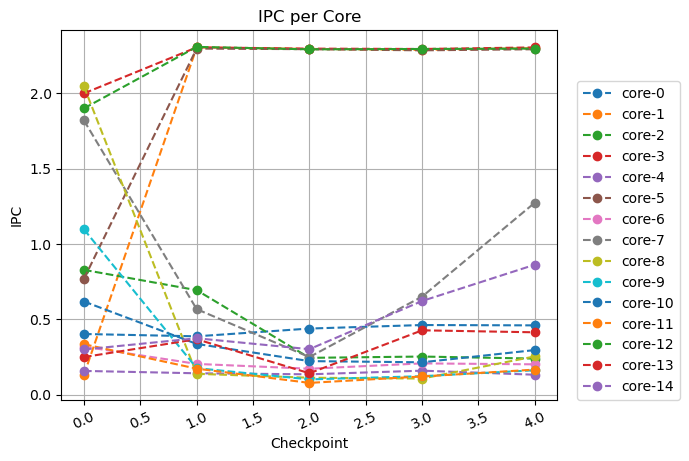 IPC per Core
IPC
2.0
1.5
1.0
0.5
0.0
0.0
0.5
1.0
1.5
2.0
2.5
3.0
3.5
4.0
Checkpoint
core-0
core-1
core-2
core-3
core-4
core-5
core-6
core-7
core-8
core-9
core-10
core-11
core-12
core-13
core-14